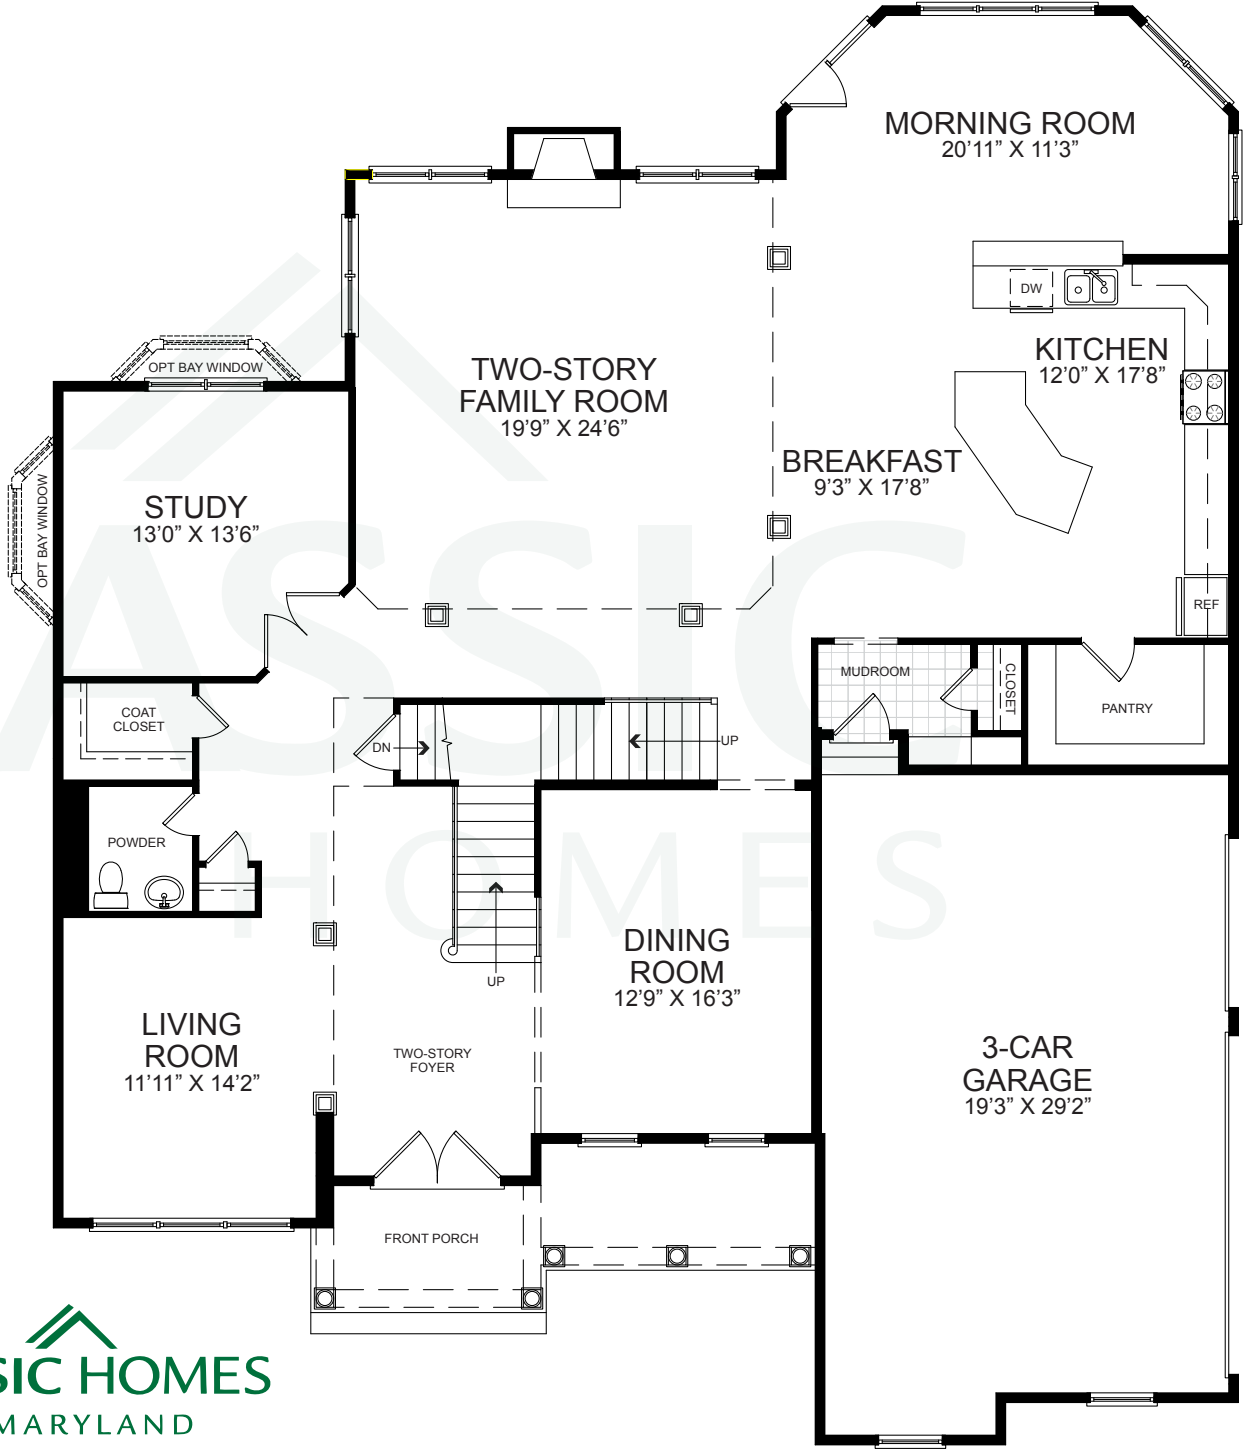 MORNING ROOM
20'11" X 11'3"
DW
KITCHEN
12'0" X 17'8"
OPT BAY WINDOW
TWO-STORY
FAMILY ROOM
19'9" X 24'6"
BREAKFAST
9'3" X 17'8"
OPT BAY WINDOW
STUDY
13'0" X 13'6"
REF
MUDROOM
CLOSET
PANTRY
COAT
CLOSET
DN
UP
POWDER
UP
DINING
ROOM
12'9" X 16'3"
LIVING
ROOM
11'11" X 14'2"
TWO-STORY
FOYER
3-CAR
GARAGE
19'3" X 29'2"
FRONT PORCH
ASSIC
HOMES
SSIC HOMES
MARYLAND